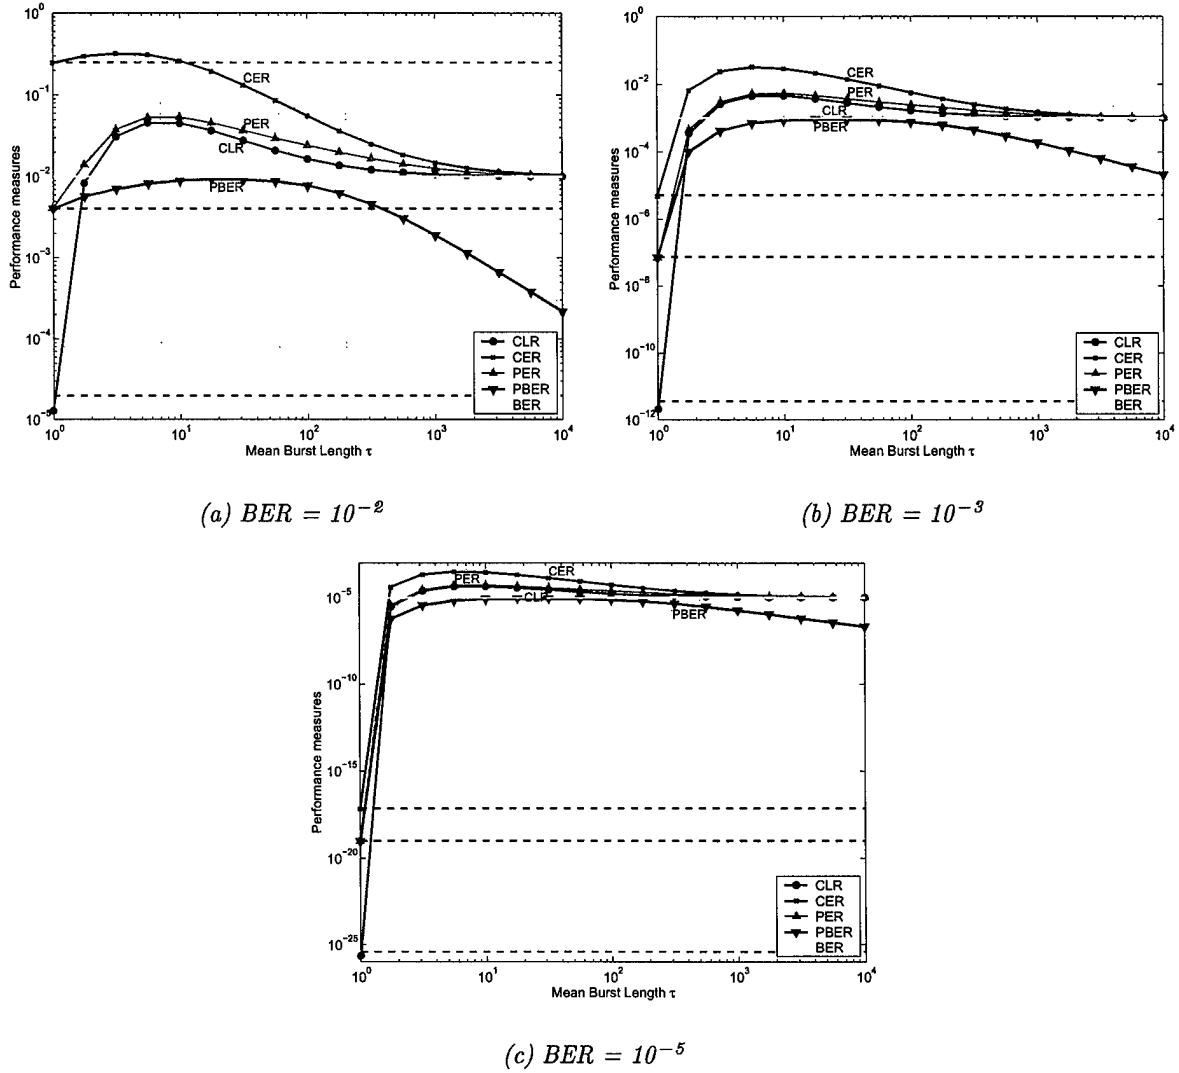 10^0
10^-1
10^-2
10^-3
10^-4
10^-5
Performance measures
CER
PER
CLR
PBER
CLR
CER
PER
PBER
BER
10^0
10^1
10^2
10^3
10^4
Mean Burst Length τ
(a) BER = 10^-2
10^0
10^-2
10^-4
10^-6
10^-8
10^-10
10^-12
Performance measures
CER
PER
CLR
PBER
CLR
CER
PER
PBER
BER
10^0
10^1
10^2
10^3
10^4
Mean Burst Length τ
(b) BER = 10^-3
10^-5
10^-10
10^-15
10^-20
10^-25
Performance measures
CER
PER
CLR
PBER
CLR
CER
PER
PBER
BER
10^0
10^1
10^2
10^3
10^4
Mean Burst Length τ
(c) BER = 10^-5